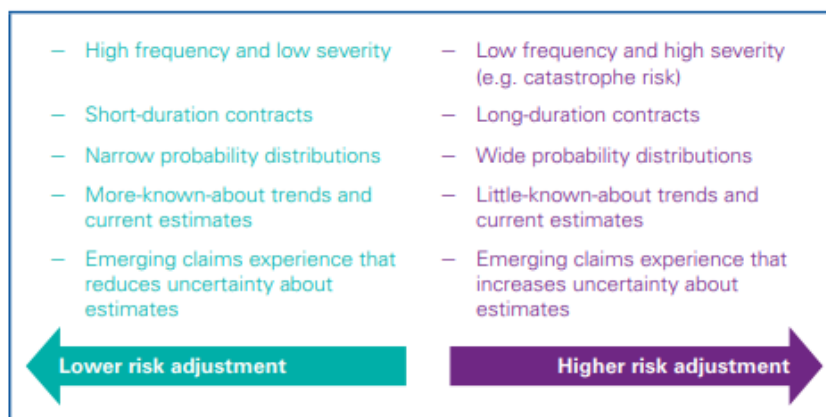 – High frequency and low severity
– Short-duration contracts
– Narrow probability distributions
– More-known-about trends and
current estimates
– Emerging claims experience that
reduces uncertainty about
estimates
Lower risk adjustment
– Low frequency and high severity
(e.g. catastrophe risk)
– Long-duration contracts
– Wide probability distributions
– Little-known-about trends and
current estimates
– Emerging claims experience that
increases uncertainty about
estimates
Higher risk adjustment